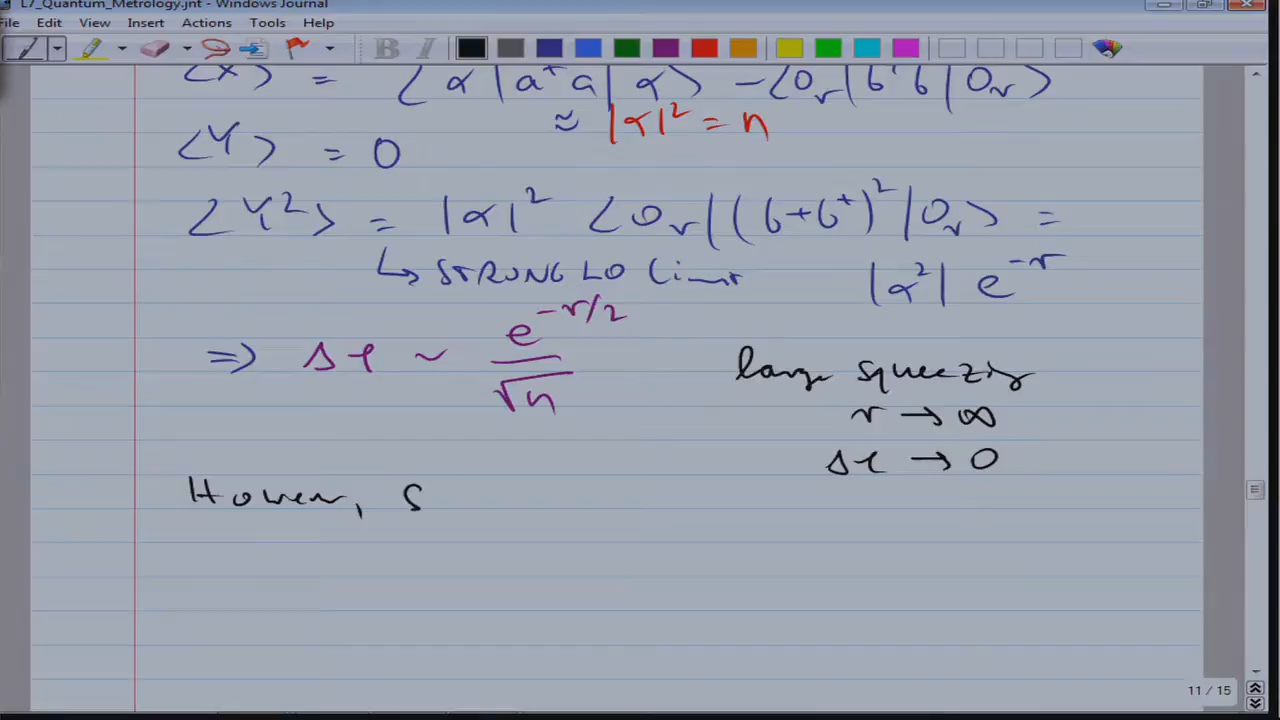 L7_Quantum_Metrology.jnt - Windows Journal
File Edit View Insert Actions Tools Help
⟨X⟩ = ⟨α|a⁺a|α⟩ - ⟨0ᵣ|b⁺b|0ᵣ⟩
≈ |α|² = n
⟨Y⟩ = 0
⟨Y²⟩ = |α|² ⟨0ᵣ|(b+b⁺)²|0ᵣ⟩ =
↳ STRONG LO limit |α²| e^{-r}
⇒ Δφ ~ e^{-r/2} / √n
large squeezing
r → ∞
Δφ → 0
However, S
11 / 15